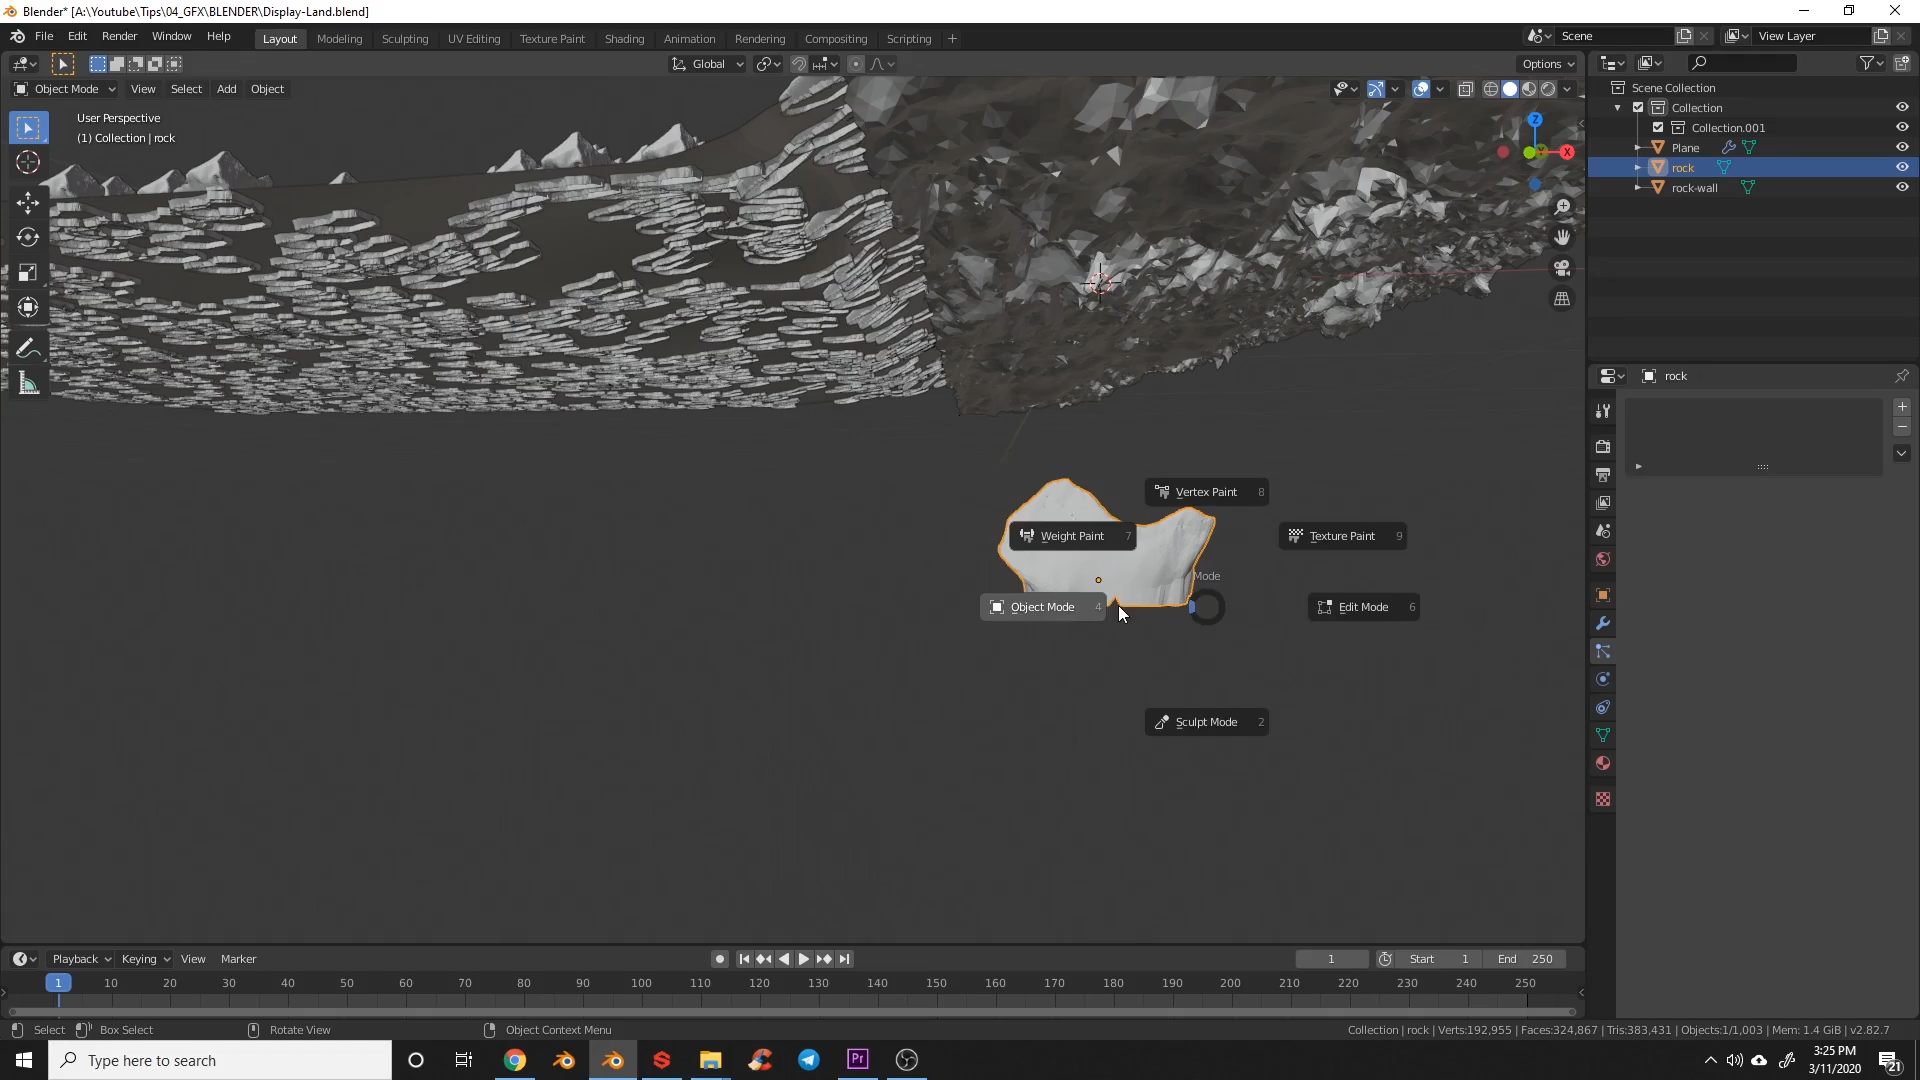 Blender* [A:\Youtube\Tips\04_GFX\BLENDER\Display-Land.blend]
File Edit Render Window Help Layout Modeling Sculpting UV Editing Texture Paint Shading Animation Rendering Compositing Scripting + Scene View Layer
Global Options
Object Mode View Select Add Object
User Perspective
(1) Collection | rock
Z
X
Scene Collection
Collection
Collection.001
Plane
rock
rock-wall
rock
Vertex Paint 8
Weight Paint 7
Texture Paint 9
Mode
Object Mode 4
Edit Mode 6
Sculpt Mode 2
Playback Keying View Marker 1 Start 1 End 250
1 10 20 30 40 50 60 70 80 90 100 110 120 130 140 150 160 170 180 190 200 210 220 230 240 250
Select Box Select Rotate View Object Context Menu Collection | rock | Verts:192,955 | Faces:324,867 | Tris:383,431 | Objects:1/1,003 | Mem: 1.4 GiB | v2.82.7
Type here to search
Pr
3:25 PM
3/11/2020
21